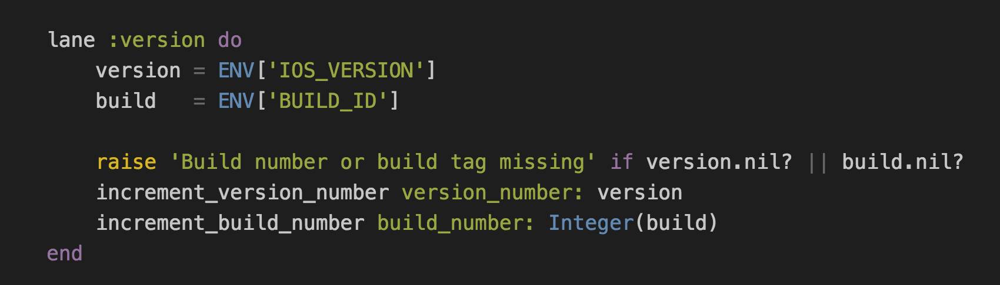 lane :version do
    version = ENV['IOS_VERSION']
    build   = ENV['BUILD_ID']

    raise 'Build number or build tag missing' if version.nil? || build.nil?
    increment_version_number version_number: version
    increment_build_number build_number: Integer(build)
end